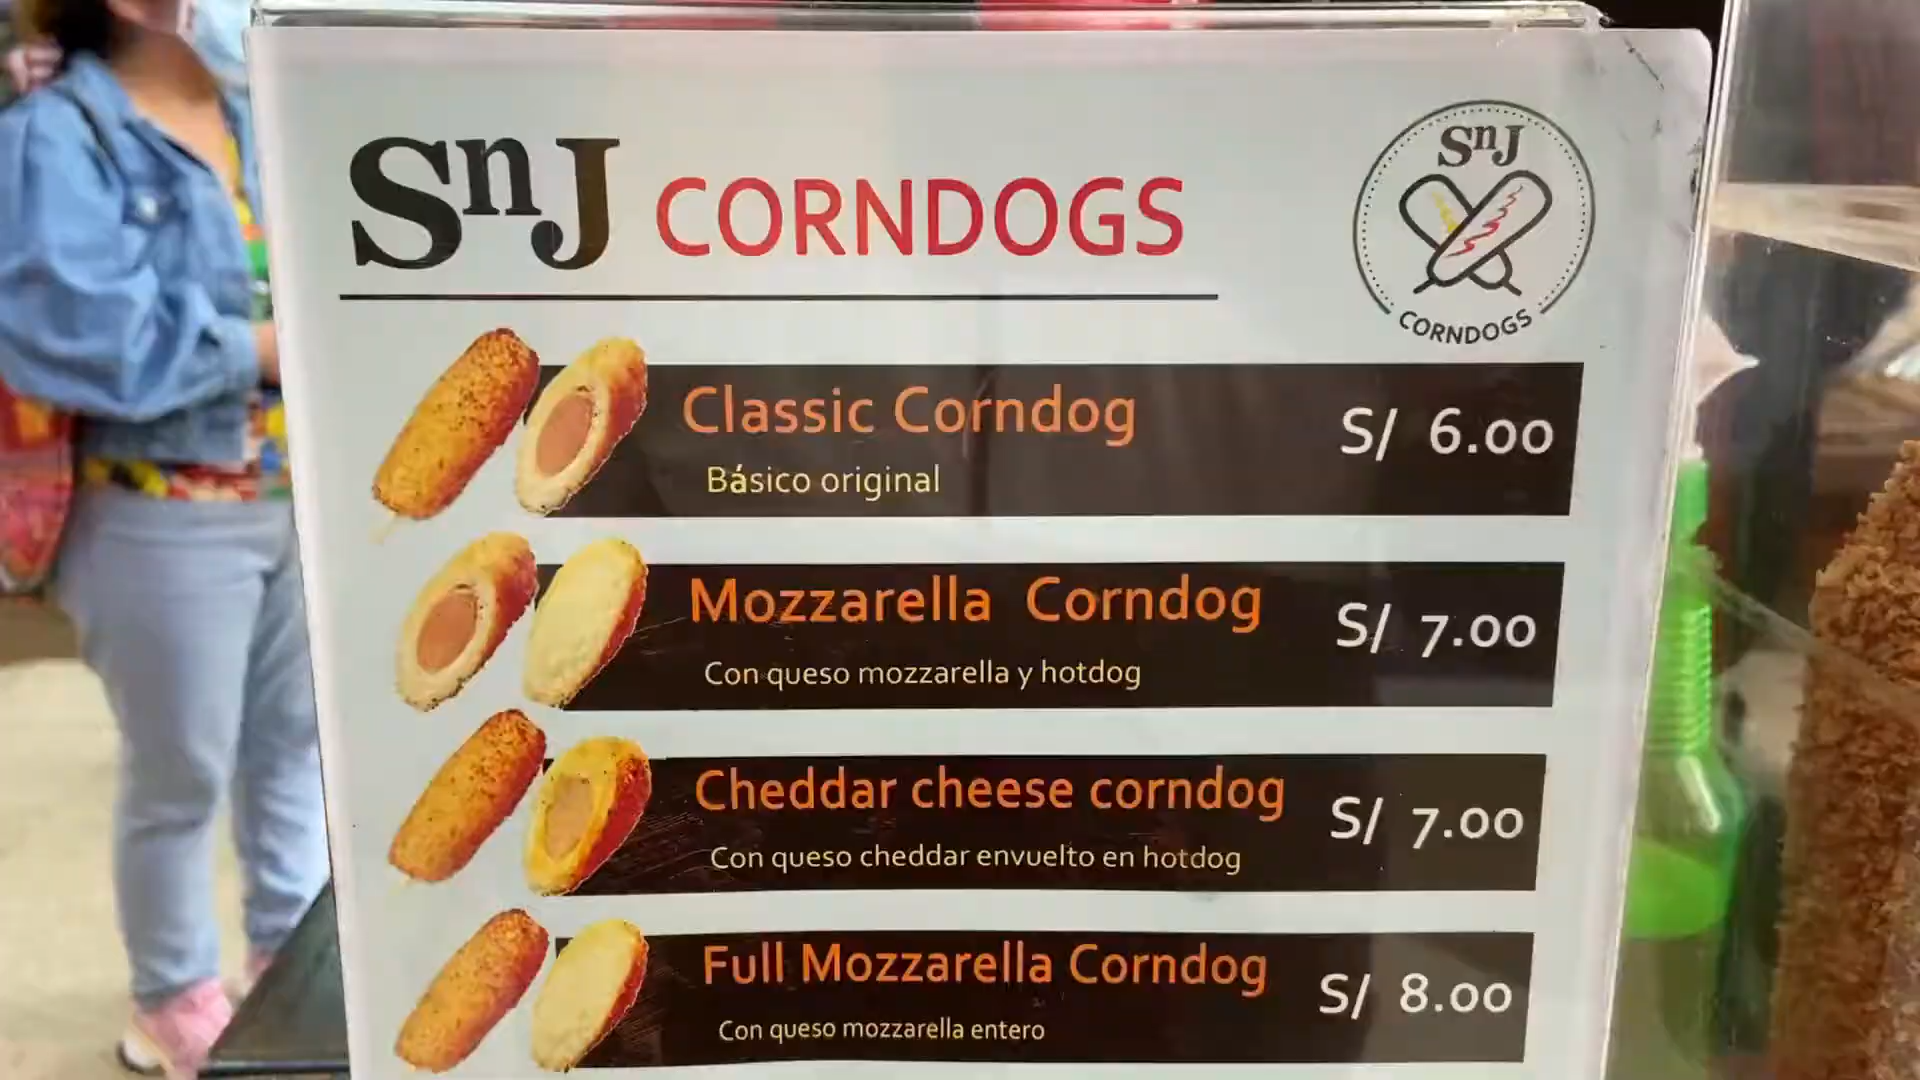 SnJ CORNDOGS
SnJ
CORNDOGS
Classic Corndog S/ 6.00
Básico original
Mozzarella Corndog S/ 7.00
Con queso mozzarella y hotdog
Cheddar cheese corndog S/ 7.00
Con queso cheddar envuelto en hotdog
Full Mozzarella Corndog S/ 8.00
Con queso mozzarella entero